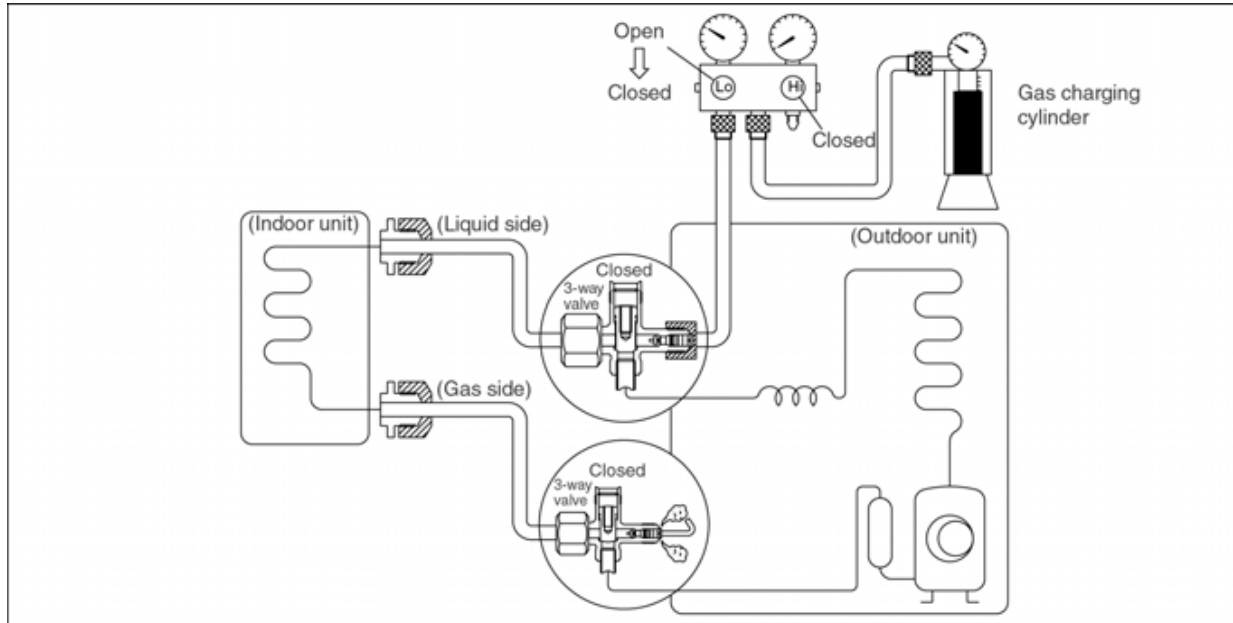 Open
Closed
Lo
Hi
Closed
Gas charging
cylinder
(Indoor unit)
(Liquid side)
(Outdoor unit)
Closed
3-way
valve
(Gas side)
Closed
3-way
valve